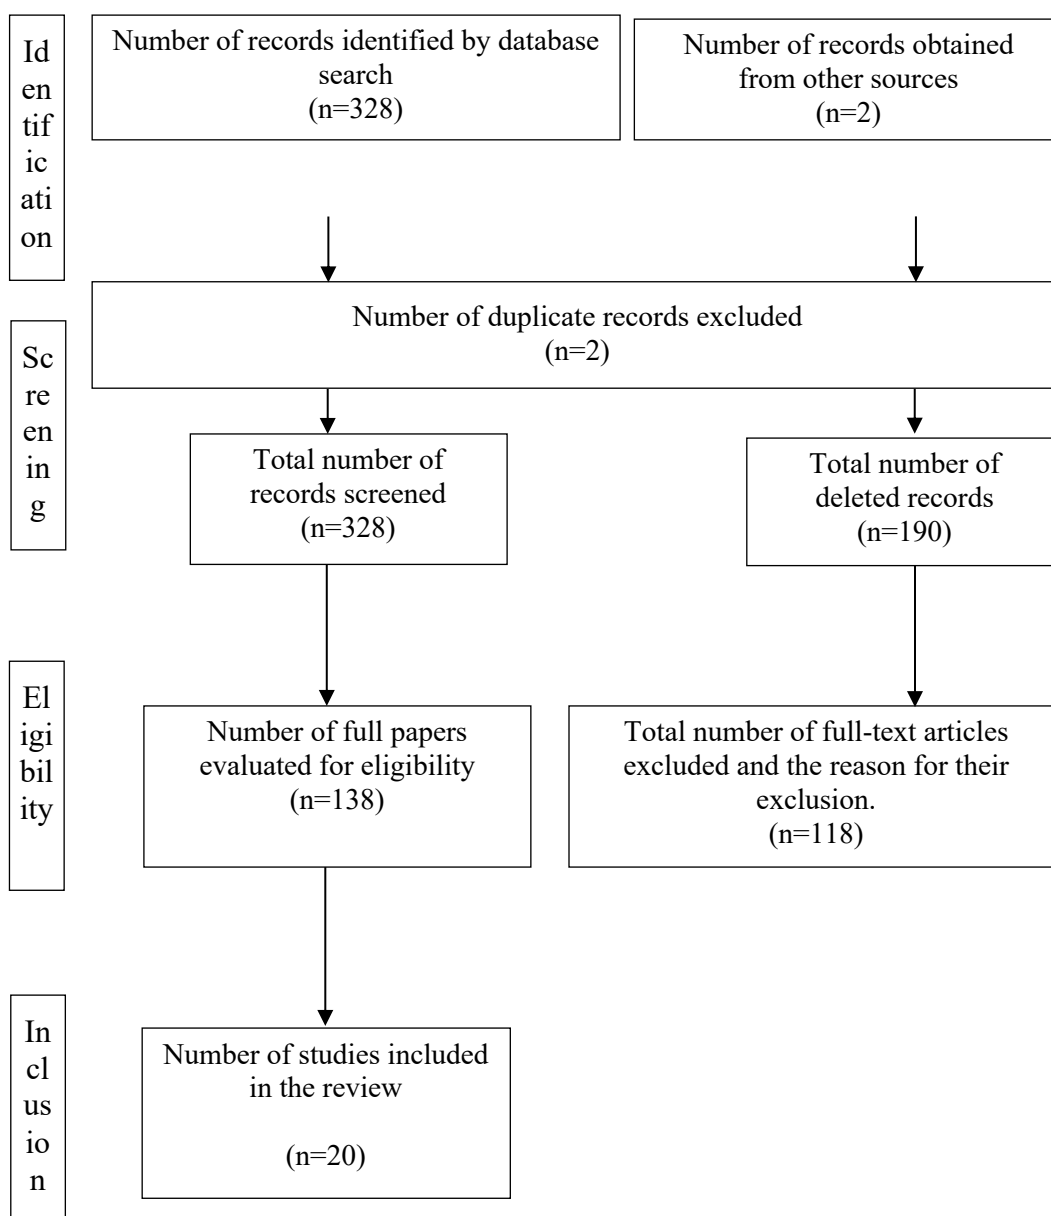 Id
en
tif
ic
ati
on
Number of records identified by database
search
(n=328)
Number of records obtained
from other sources
(n=2)
Number of duplicate records excluded
(n=2)
Sc
re
en
in
g
Total number of
records screened
(n=328)
Total number of
deleted records
(n=190)
El
igi
bil
ity
Number of full papers
evaluated for eligibility
(n=138)
Total number of full-text articles
excluded and the reason for their
exclusion.
(n=118)
In
cl
us
io
n
Number of studies included
in the review
(n=20)